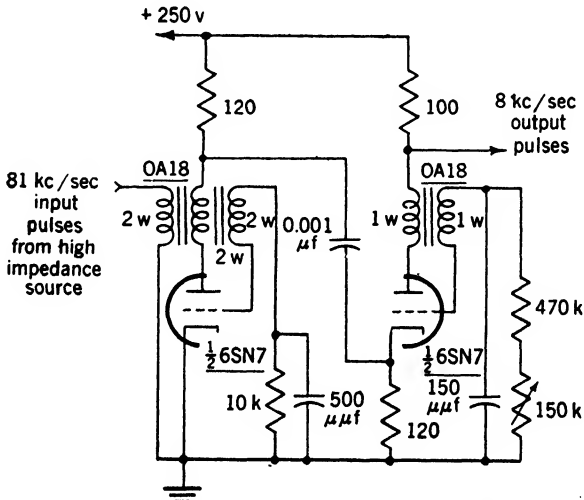 + 250 v
120
100
8 kc/sec
output
pulses
81 kc/sec
input
pulses
from high
impedance
source
OA18
2 w
2 w
2 w
0.001
μf
OA18
1 w
1 w
470 k
½ 6SN7
10 k
500
μμf
½ 6SN7
150
μμf
120
150 k